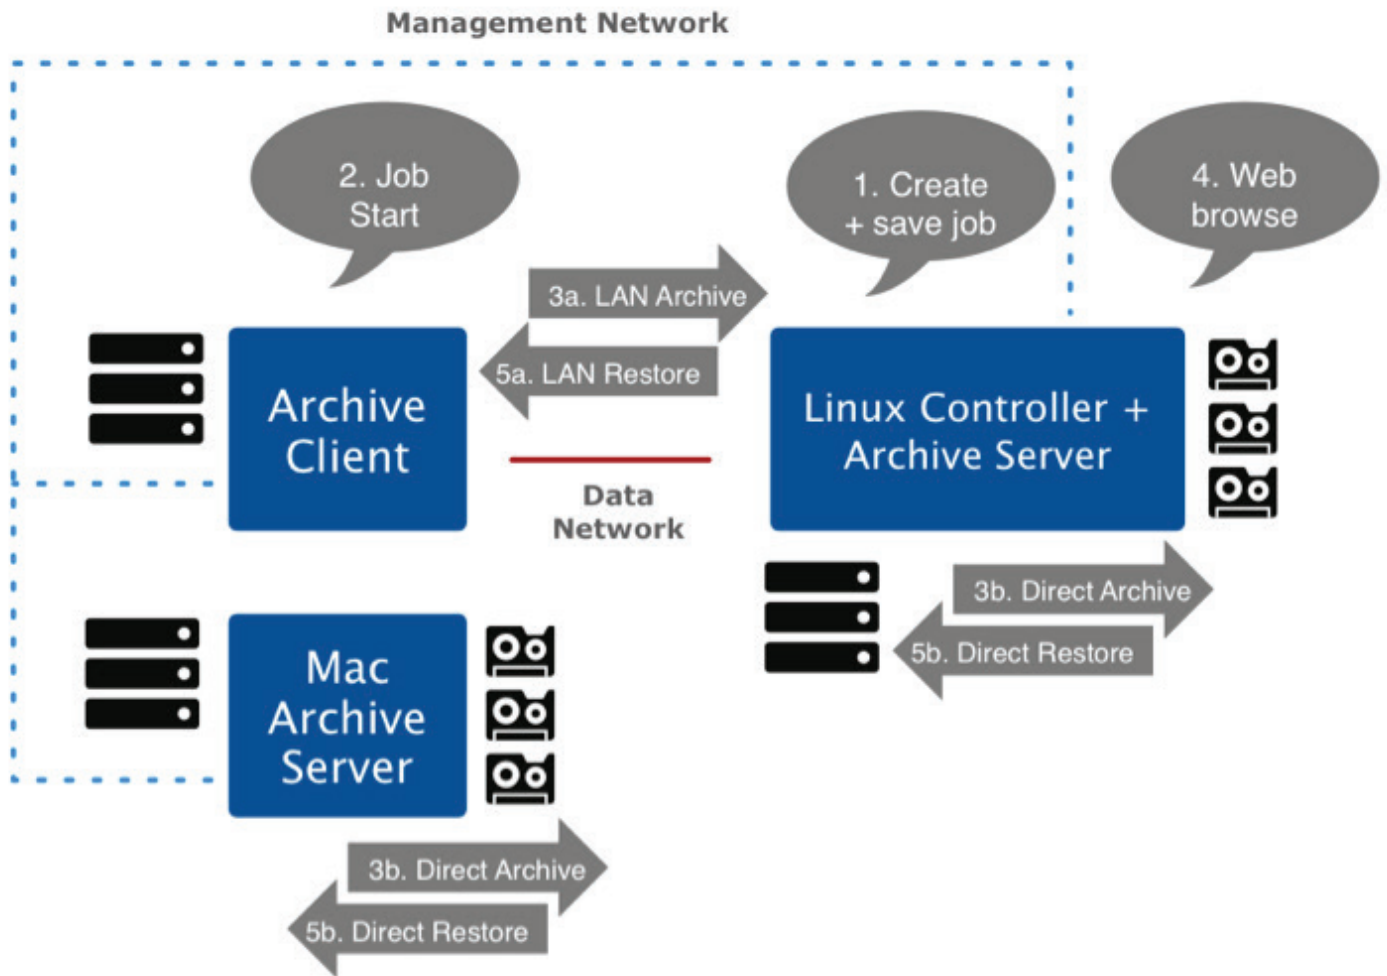 Management Network
2. Job
Start
1. Create
+ save job
4. Web
browse
3a. LAN Archive
5a. LAN Restore
Archive
Client
Linux Controller +
Archive Server
Data
Network
3b. Direct Archive
5b. Direct Restore
Mac
Archive
Server
3b. Direct Archive
5b. Direct Restore